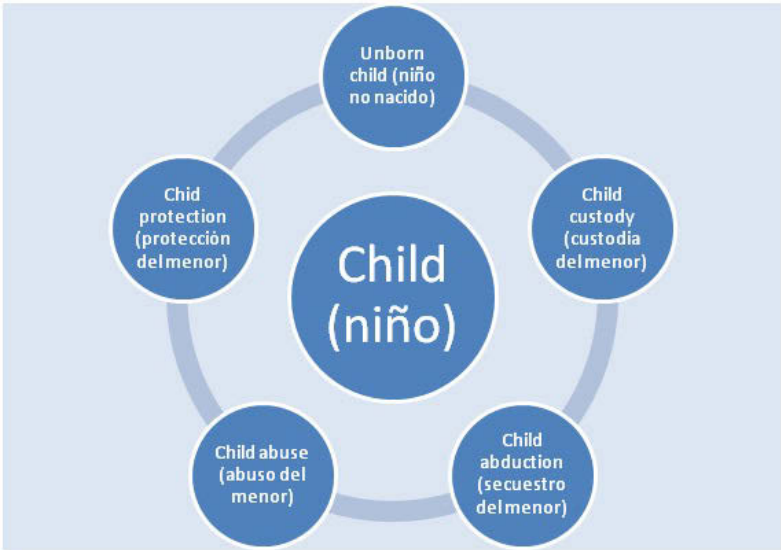 Unborn
child (niño
no nacido)
Chid
protection
(protección
del menor)
Child
custody
(custodia
del menor)
Child
(niño)
Child abuse
(abuso del
menor)
Child
abduction
(secuestro
del menor)